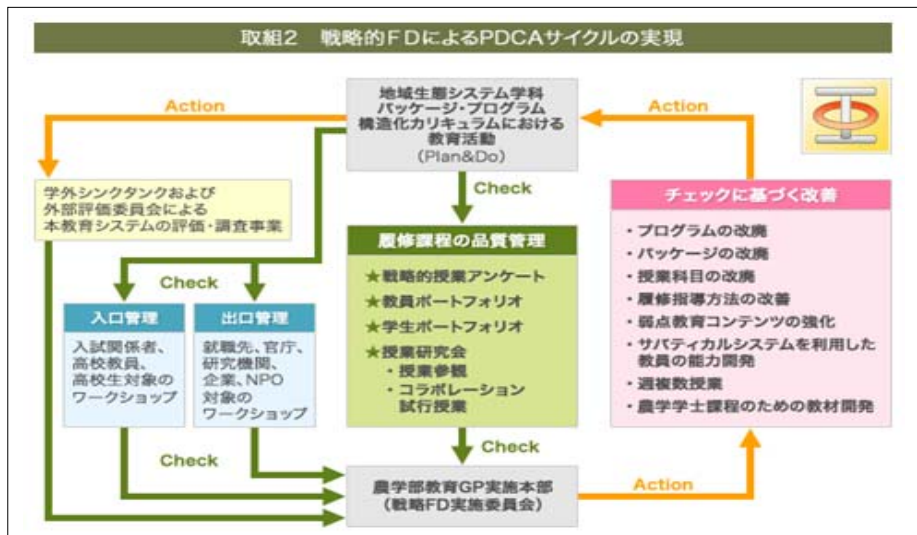 取組2 戦略的FDによるPDCAサイクルの実現
Action
地域生態システム学科
パッケージ・プログラム
構造化カリキュラムにおける
教育活動
(Plan&Do)
Action
Check
学外シンクタンクおよび
外部評価委員会による
本教育システムの評価・調査事業
Check
入口管理
入試関係者、
高校教員、
高校生対象の
ワークショップ
出口管理
就職先、官庁、
研究機関、
企業、NPO
対象の
ワークショップ
履修課程の品質管理
★戦略的授業アンケート
★教員ポートフォリオ
★学生ポートフォリオ
★授業研究会
・授業参観
・コラボレーション
試行授業
チェックに基づく改善
・プログラムの改廃
・パッケージの改廃
・授業科目の改廃
・履修指導方法の改善
・弱点教育コンテンツの強化
・サバティカルシステムを利用した
教員の能力開発
・週複数授業
・農学学士課程のための教材開発
Check
Check
農学部教育GP実施本部
(戦略FD実施委員会)
Action